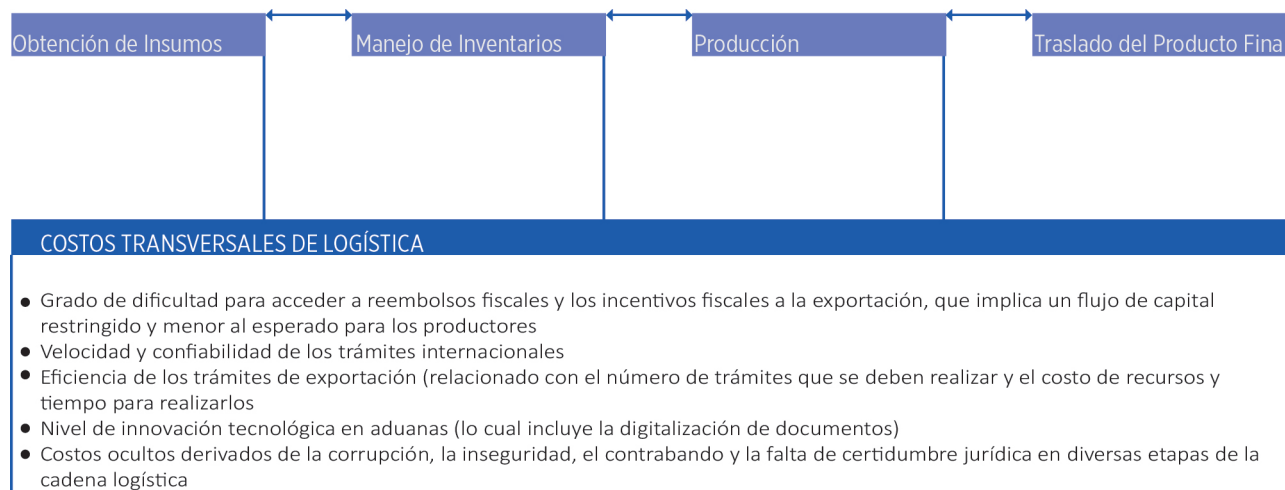 Obtención de Insumos
Manejo de Inventarios
Producción
Traslado del Producto Fina
COSTOS TRANSVERSALES DE LOGÍSTICA
● Grado de dificultad para acceder a reembolsos fiscales y los incentivos fiscales a la exportación, que implica un flujo de capital
restringido y menor al esperado para los productores
● Velocidad y confiabilidad de los trámites internacionales
● Eficiencia de los trámites de exportación (relacionado con el número de trámites que se deben realizar y el costo de recursos y
tiempo para realizarlos
● Nivel de innovación tecnológica en aduanas (lo cual incluye la digitalización de documentos)
● Costos ocultos derivados de la corrupción, la inseguridad, el contrabando y la falta de certidumbre jurídica en diversas etapas de la
cadena logística